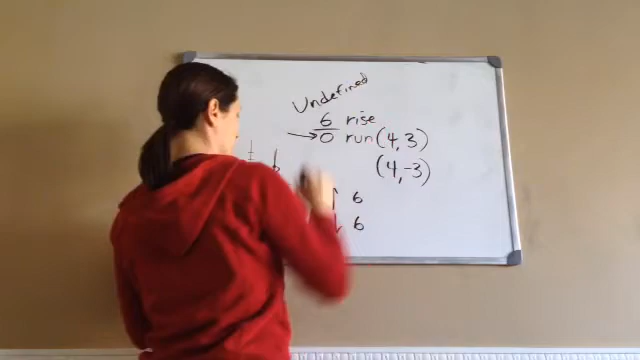 Undefined
6 rise
0 run (4, 3)
(4, -3)
6
6